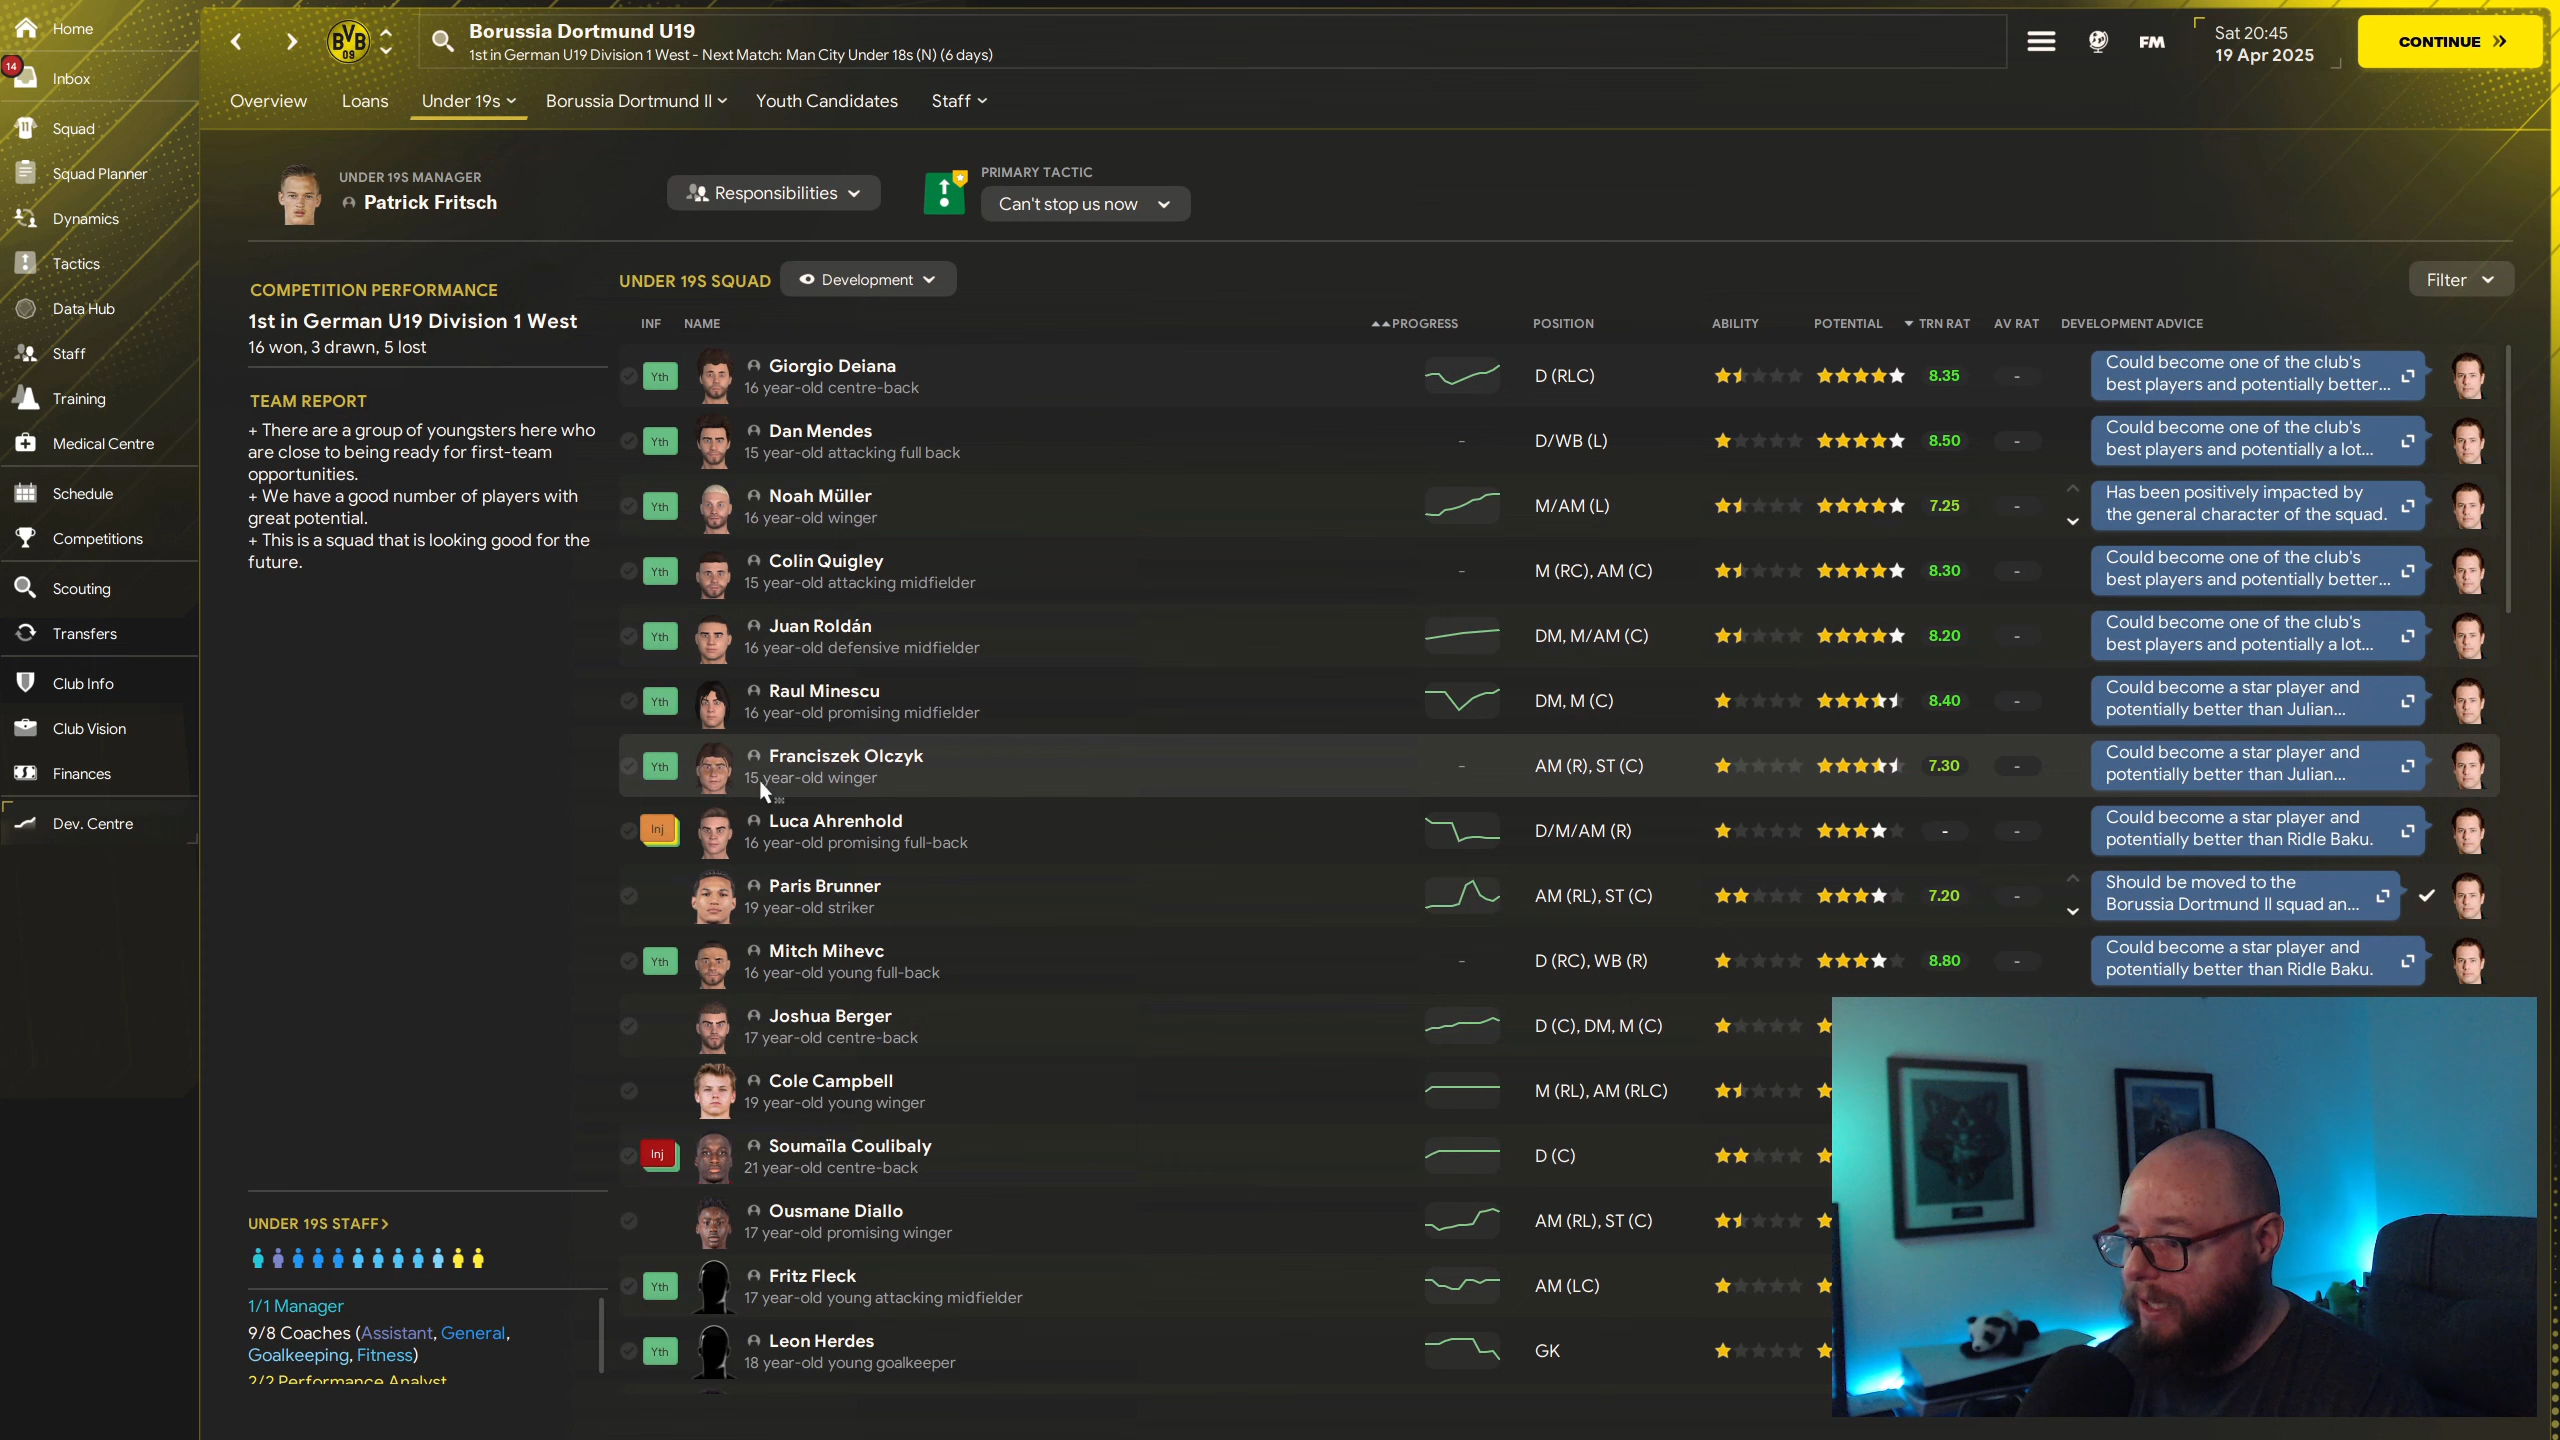 Home
14
Inbox
Squad
Squad Planner
Dynamics
Tactics
Data Hub
Staff
Training
Medical Centre
Schedule
Competitions
Scouting
Transfers
Club Info
Club Vision
Finances
Dev. Centre
BVB
09
Borussia Dortmund U19
1st in German U19 Division 1 West - Next Match: Man City Under 18s (N) (6 days)
FM
Sat 20:45
19 Apr 2025
CONTINUE
Overview
Loans
Under 19s
Borussia Dortmund II
Youth Candidates
Staff
UNDER 19S MANAGER
Patrick Fritsch
Responsibilities
PRIMARY TACTIC
Can't stop us now
COMPETITION PERFORMANCE
1st in German U19 Division 1 West
16 won, 3 drawn, 5 lost
TEAM REPORT
+ There are a group of youngsters here who
are close to being ready for first-team
opportunities.
+ We have a good number of players with
great potential.
+ This is a squad that is looking good for the
future.
UNDER 19S STAFF
1/1 Manager
9/8 Coaches (Assistant, General,
Goalkeeping, Fitness)
2/2 Performance Analyst
UNDER 19S SQUAD
Development
Filter
INF NAME PROGRESS POSITION ABILITY POTENTIAL TRN RAT AV RAT DEVELOPMENT ADVICE
Yth Giorgio Deiana D (RLC) 8.35 -
16 year-old centre-back
Could become one of the club's
best players and potentially better...
Yth Dan Mendes - D/WB (L) 8.50 -
15 year-old attacking full back
Could become one of the club's
best players and potentially a lot...
Yth Noah Müller M/AM (L) 7.25 -
16 year-old winger
Has been positively impacted by
the general character of the squad.
Yth Colin Quigley - M (RC), AM (C) 8.30 -
15 year-old attacking midfielder
Could become one of the club's
best players and potentially better...
Yth Juan Roldán DM, M/AM (C) 8.20 -
16 year-old defensive midfielder
Could become one of the club's
best players and potentially a lot...
Yth Raul Minescu DM, M (C) 8.40 -
16 year-old promising midfielder
Could become a star player and
potentially better than Julian...
Yth Franciszek Olczyk - AM (R), ST (C) 7.30 -
15 year-old winger
Could become a star player and
potentially better than Julian...
Inj Luca Ahrenhold D/M/AM (R) - -
16 year-old promising full-back
Could become a star player and
potentially better than Ridle Baku.
Paris Brunner AM (RL), ST (C) 7.20 -
19 year-old striker
Should be moved to the
Borussia Dortmund II squad an...
Yth Mitch Mihevc - D (RC), WB (R) 8.80 -
16 year-old young full-back
Could become a star player and
potentially better than Ridle Baku.
Joshua Berger D (C), DM, M (C)
17 year-old centre-back
Cole Campbell M (RL), AM (RLC)
19 year-old young winger
Inj Soumaïla Coulibaly D (C)
21 year-old centre-back
Ousmane Diallo AM (RL), ST (C)
17 year-old promising winger
Yth Fritz Fleck AM (LC)
17 year-old young attacking midfielder
Yth Leon Herdes GK
18 year-old young goalkeeper